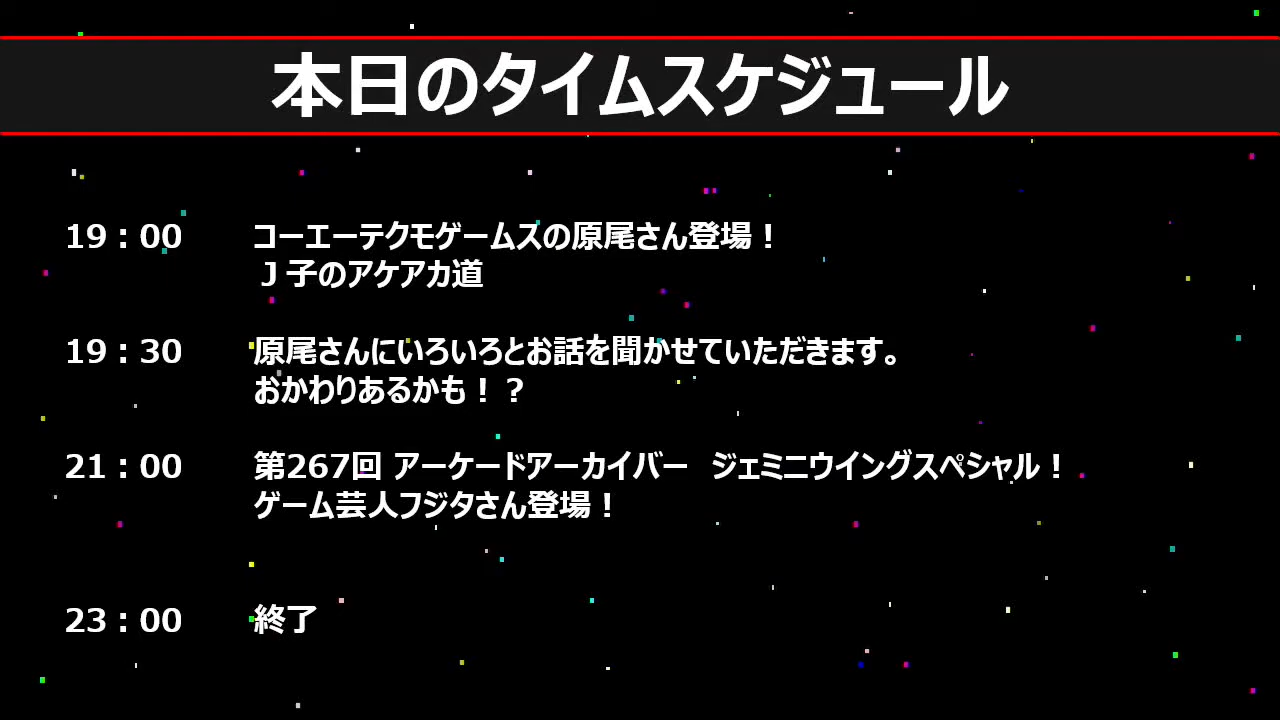 本日のタイムスケジュール
19：00 コーエーテクモゲームスの原尾さん登場！
Ｊ子のアケアカ道
19：30 原尾さんにいろいろとお話を聞かせていただきます。
おかわりあるかも！？
21：00 第267回 アーケードアーカイバー　ジェミニウイングスペシャル！
ゲーム芸人フジタさん登場！
23：00 終了